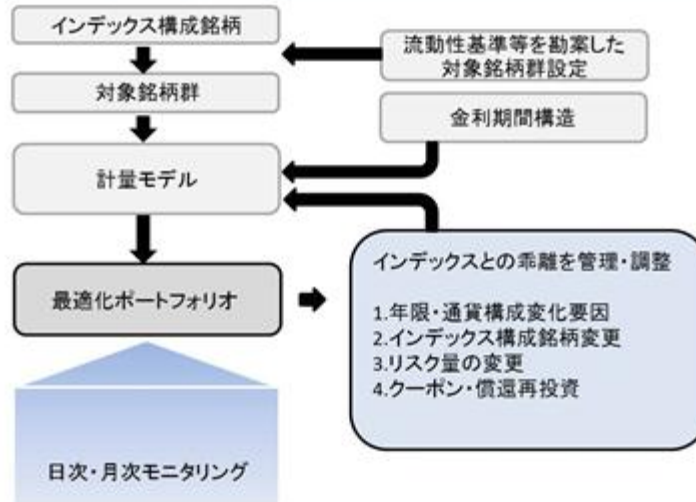 インデックス構成銘柄
流動性基準等を勘案した
対象銘柄群設定
対象銘柄群
金利期間構造
計量モデル
最適化ポートフォリオ
インデックスとの乖離を管理・調整
1.年限・通貨構成変化要因
2.インデックス構成銘柄変更
3.リスク量の変更
4.クーポン・償還再投資
日次・月次モニタリング